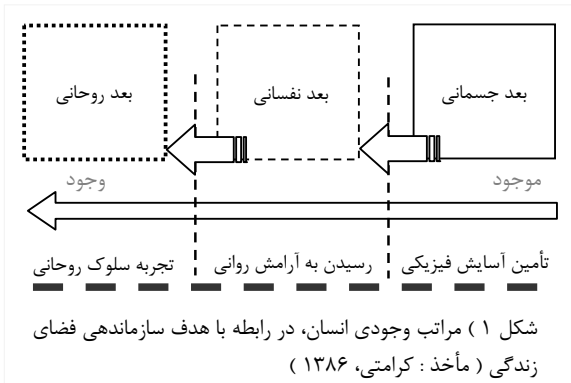 بعد جسمانی
بعد نفسانی
بعد روحانی
موجود
وجود
تأمین آسایش فیزیکی
رسیدن به آرامش روانی
تجربه سلوک روحانی
شکل ۱ ) مراتب وجودی انسان، در رابطه با هدف سازماندهی فضای
زندگی ( مأخذ : کرامتی، ۱۳۸۶ )